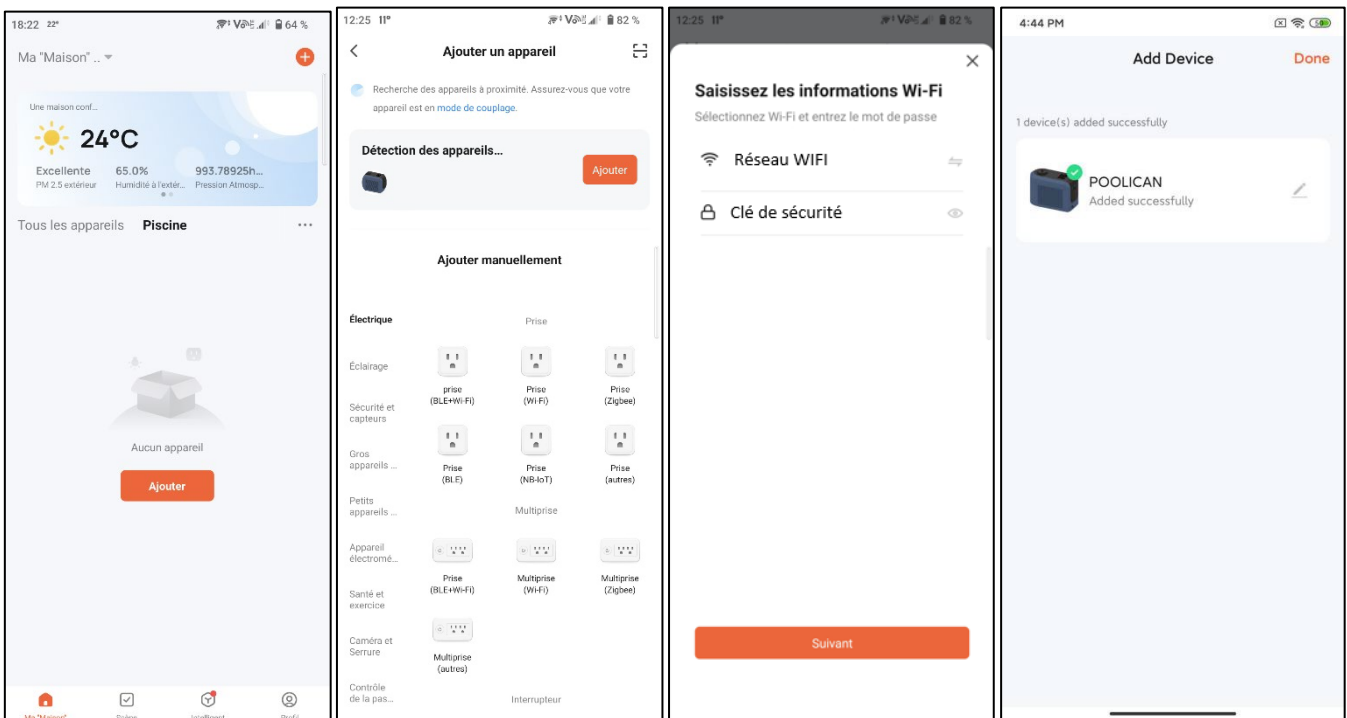 18:22 22°
64 %
Ma "Maison" ..
Une maison conf...
24°C
Excellente 65.0% 993.78925h...
PM 2.5 extérieur Humidité à l'extér... Pression Atmosp...
Tous les appareils Piscine ...
Aucun appareil
Ajouter
Ma "Maison" Scène Intelligent Profil
12:25 11°
82 %
Ajouter un appareil
Recherche des appareils à proximité. Assurez-vous que votre
appareil est en mode de couplage.
Détection des appareils...
Ajouter
Ajouter manuellement
Électrique
Éclairage
Sécurité et
capteurs
Gros
appareils ...
Petits
appareils ...
Appareil
électromé...
Santé et
exercice
Caméra et
Serrure
Contrôle
de la pas...
Prise
prise
(BLE+Wi-Fi)
Prise
(Wi-Fi)
Prise
(Zigbee)
Prise
(BLE)
Prise
(NB-IoT)
Prise
(autres)
Multiprise
Prise
(BLE+Wi-Fi)
Multiprise
(Wi-Fi)
Multiprise
(Zigbee)
Multiprise
(autres)
Interrupteur
12:25 11°
82 %
Saisissez les informations Wi-Fi
Sélectionnez Wi-Fi et entrez le mot de passe
Réseau WIFI
Clé de sécurité
Suivant
4:44 PM
50
Add Device Done
1 device(s) added successfully
POOLICAN
Added successfully